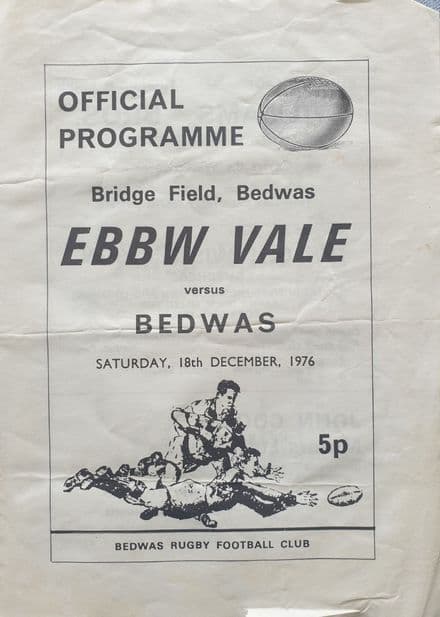 OFFICIAL
PROGRAMME
Bridge Field, Bedwas
EBBW VALE
versus
BEDWAS
SATURDAY, 18th DECEMBER, 1976
5p
BEDWAS RUGBY FOOTBALL CLUB